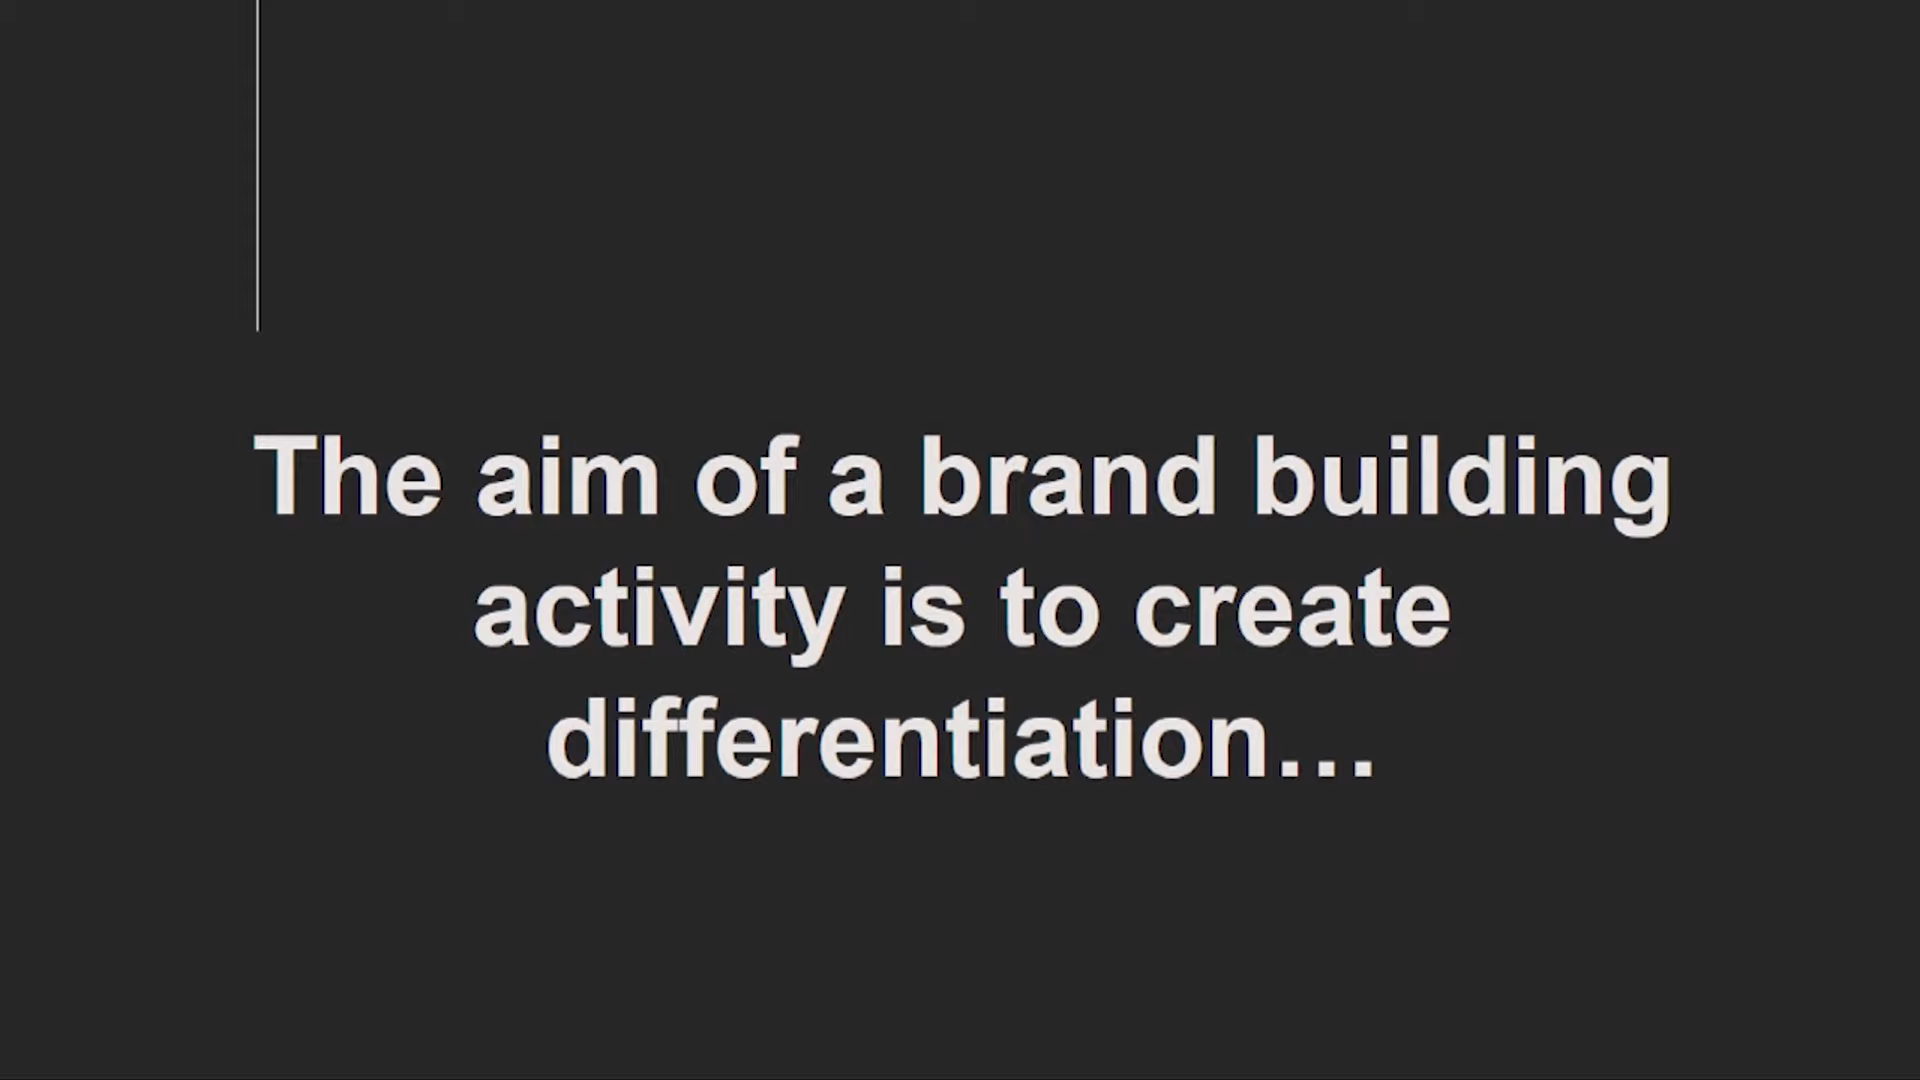 The aim of a brand building
activity is to create
differentiation…